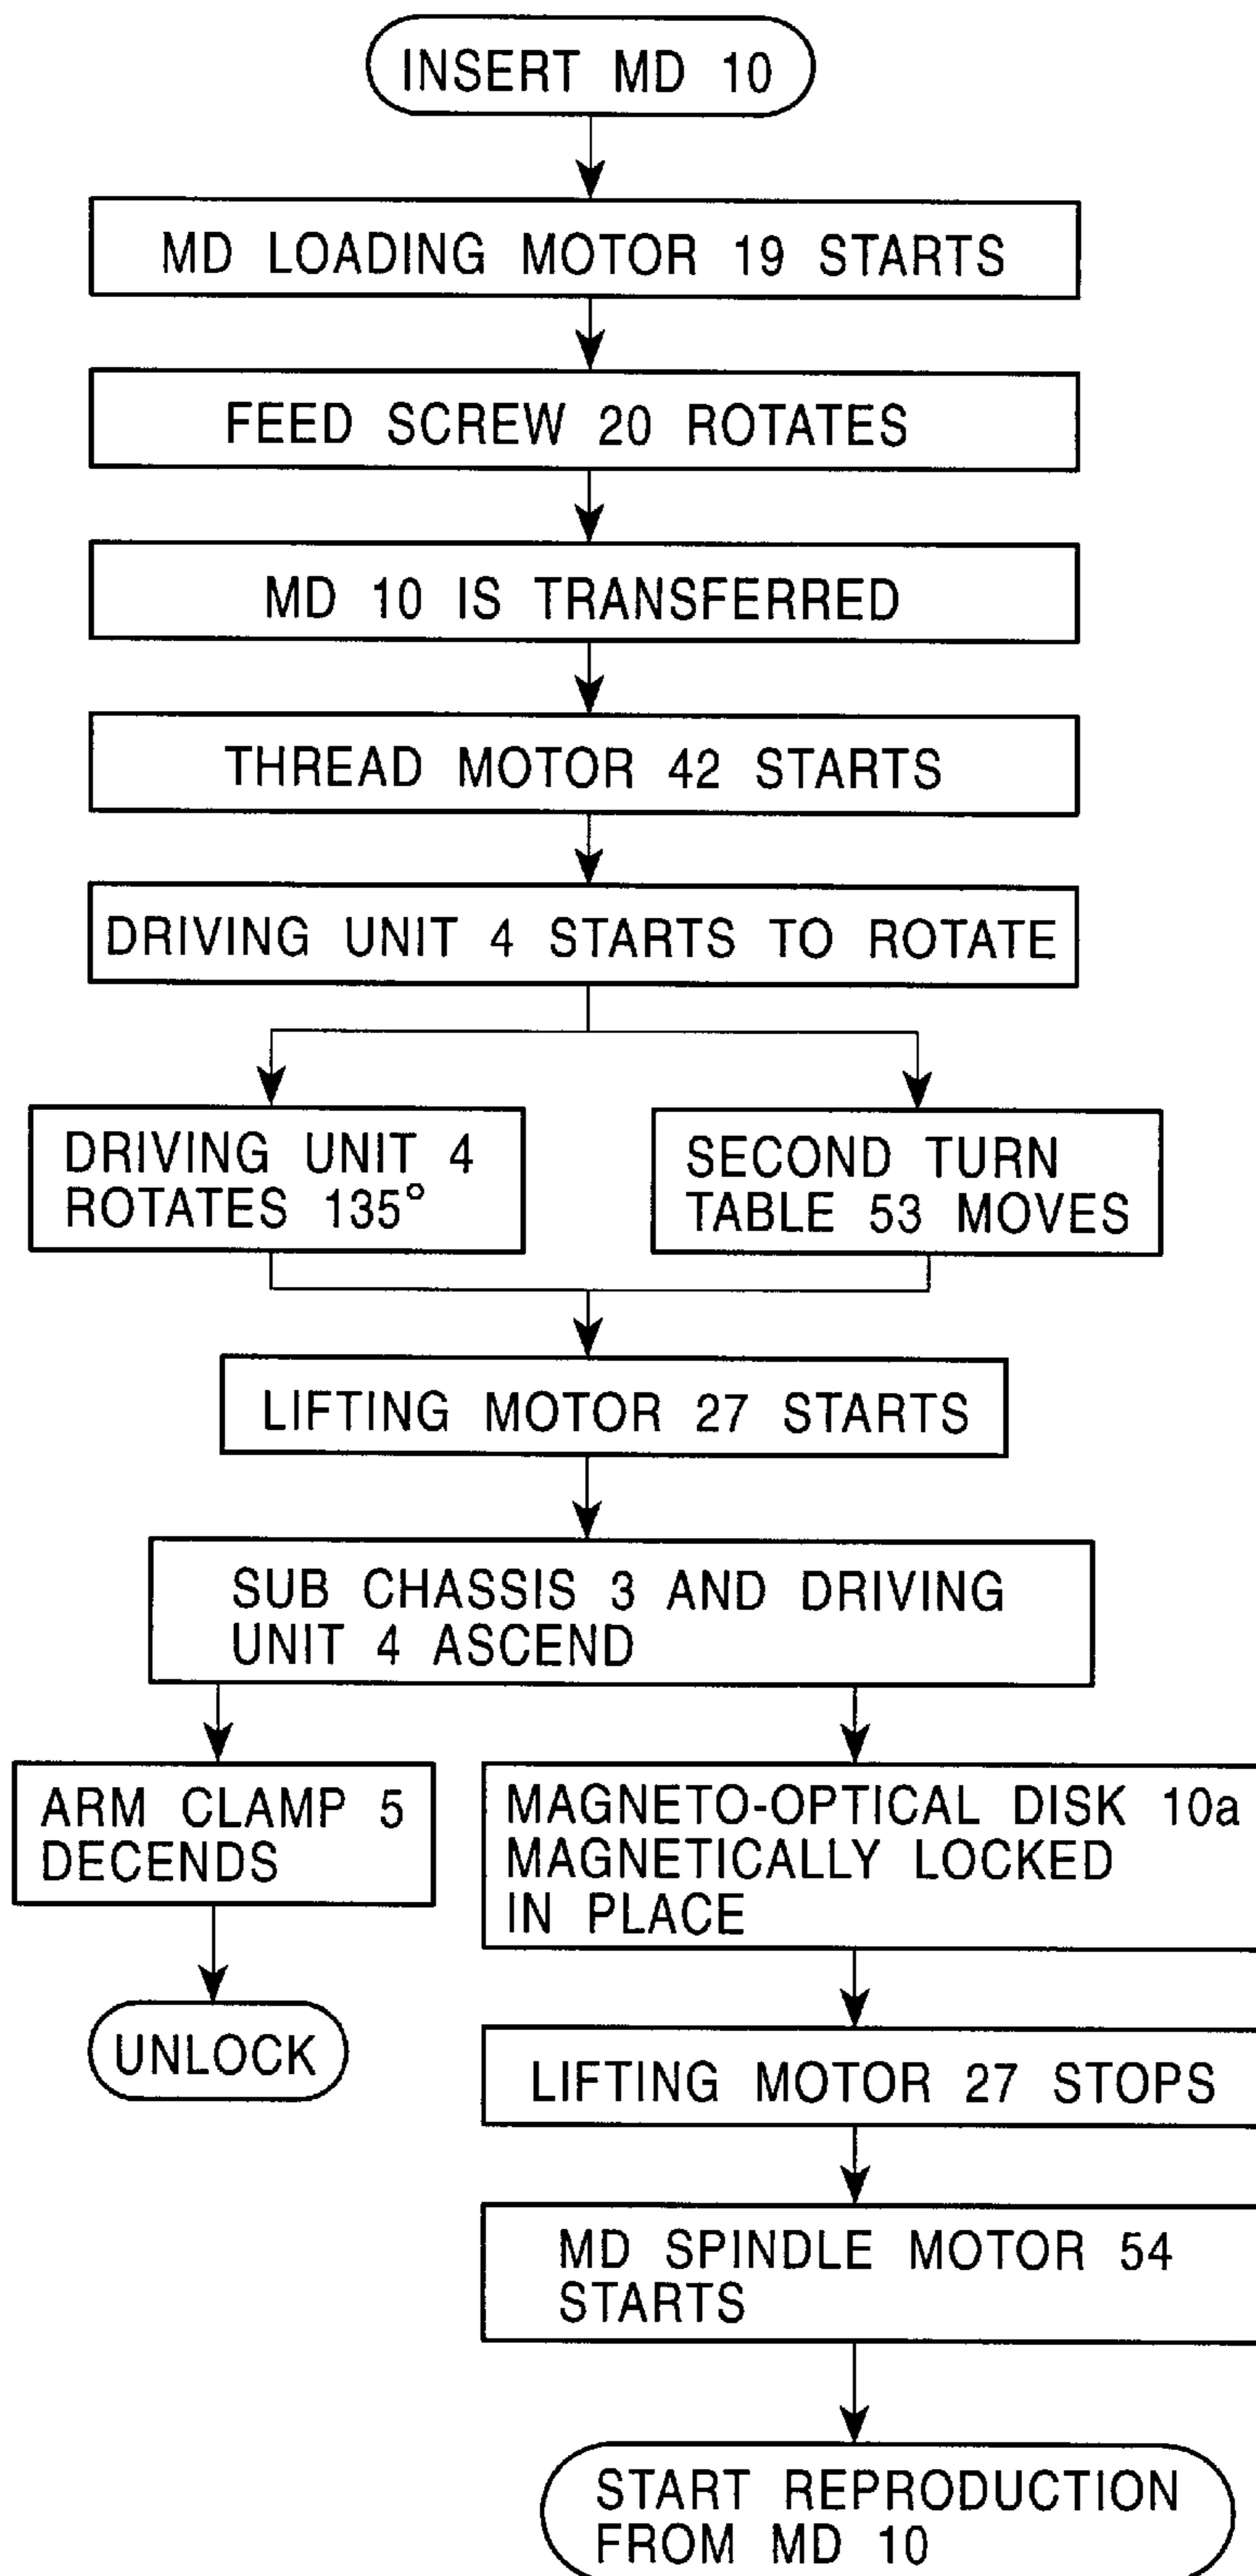 INSERT MD 10
MD LOADING MOTOR 19 STARTS
FEED SCREW 20 ROTATES
MD 10 IS TRANSFERRED
THREAD MOTOR 42 STARTS
DRIVING UNIT 4 STARTS TO ROTATE
DRIVING UNIT 4
ROTATES 135°
SECOND TURN
TABLE 53 MOVES
LIFTING MOTOR 27 STARTS
SUB CHASSIS 3 AND DRIVING
UNIT 4 ASCEND
ARM CLAMP 5
DECENDS
UNLOCK
MAGNETO-OPTICAL DISK 10a
MAGNETICALLY LOCKED
IN PLACE
LIFTING MOTOR 27 STOPS
MD SPINDLE MOTOR 54
STARTS
START REPRODUCTION
FROM MD 10